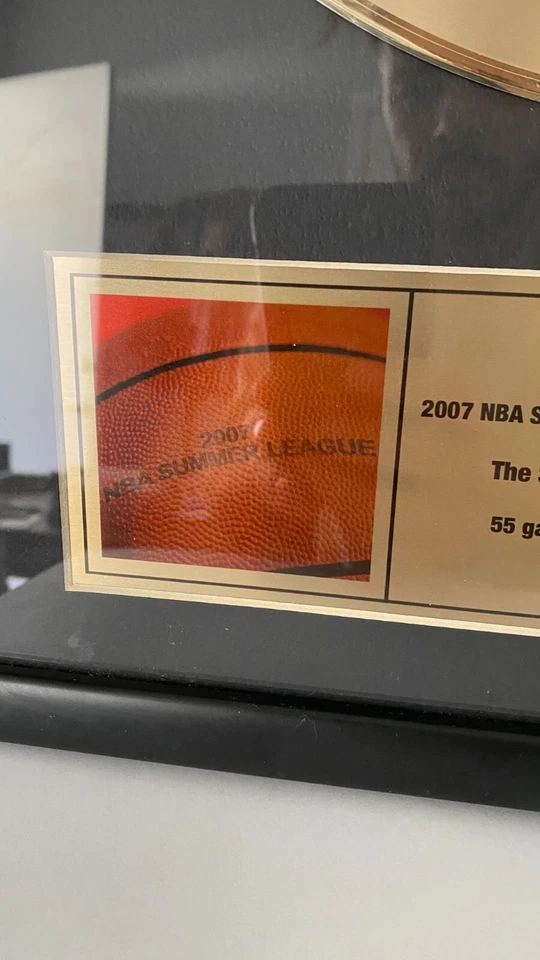 2007
NBA SUMMER LEAGUE
2007 NBA S
The
55 ga